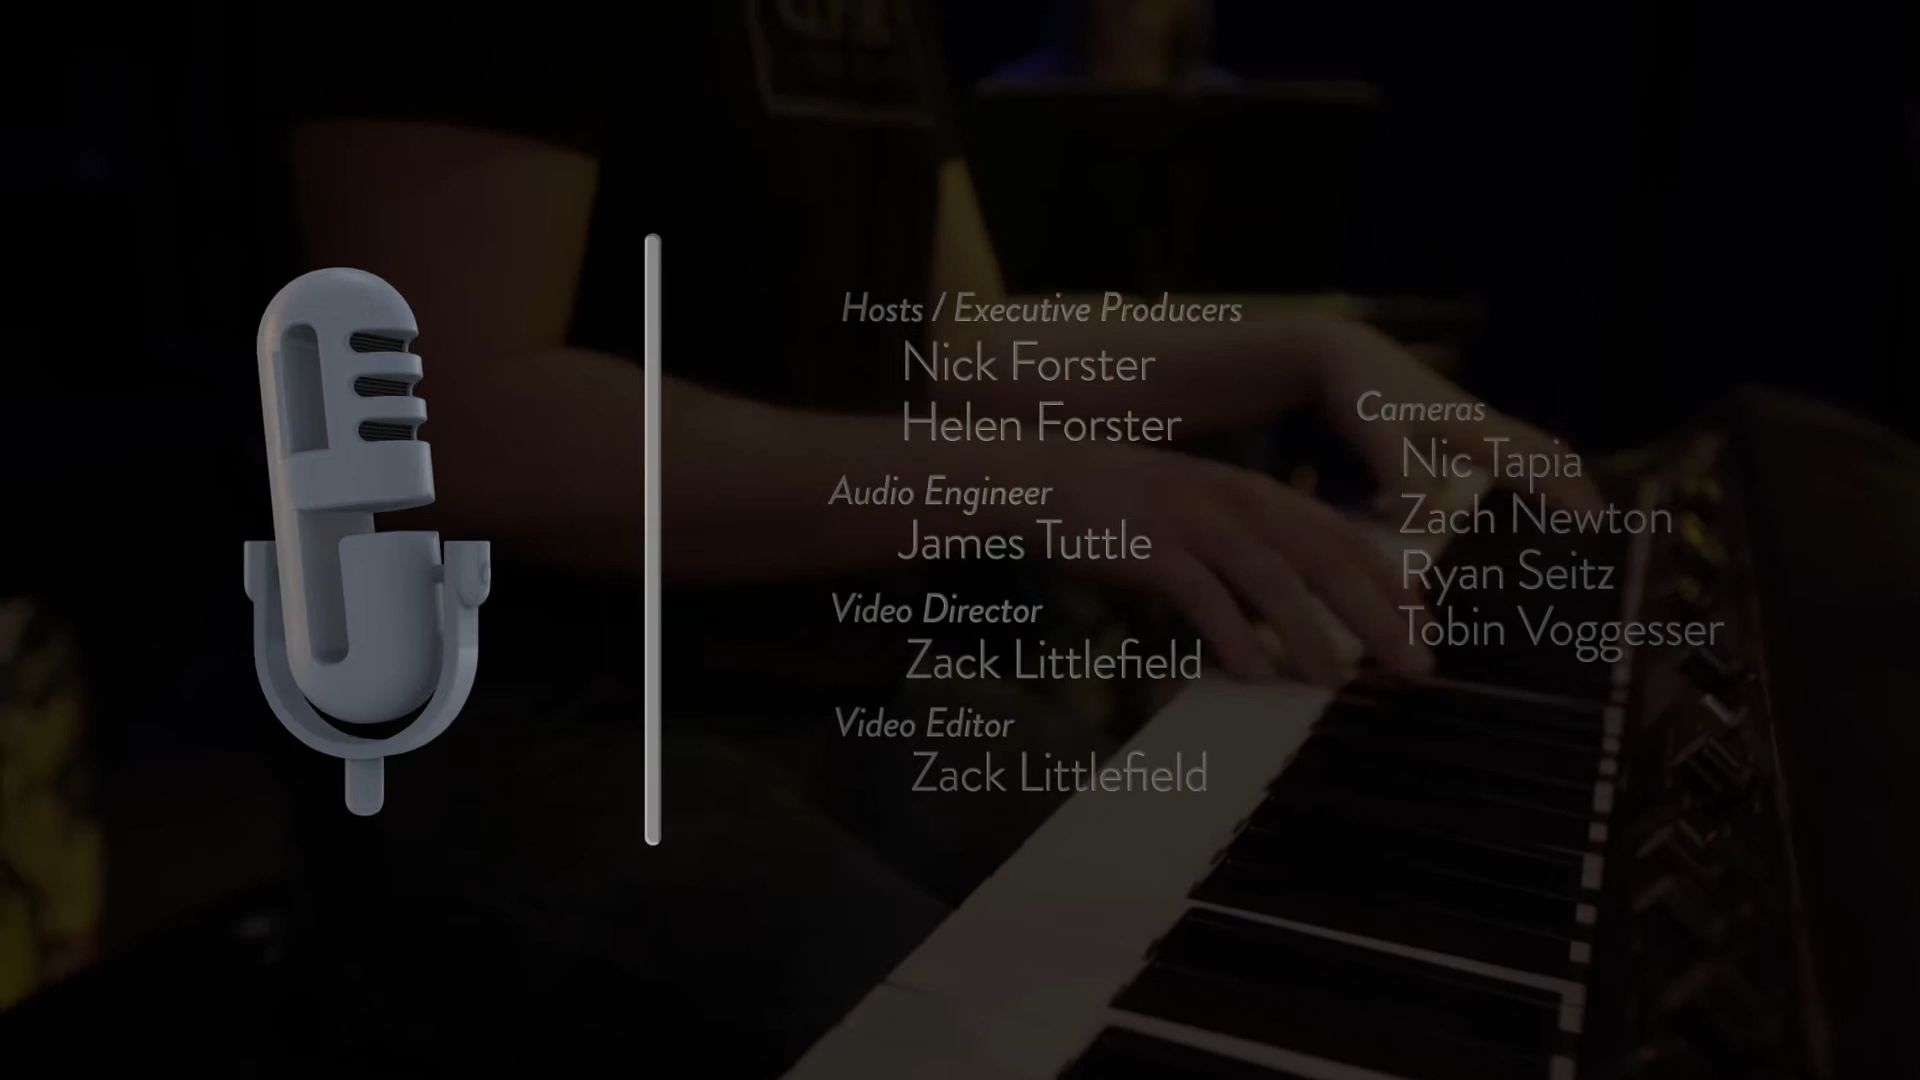 Hosts / Executive Producers
Nick Forster
Helen Forster
Audio Engineer
James Tuttle
Video Director
Zack Littlefield
Video Editor
Zack Littlefield
Cameras
Nic Tapia
Zach Newton
Ryan Seitz
Tobin Voggesser